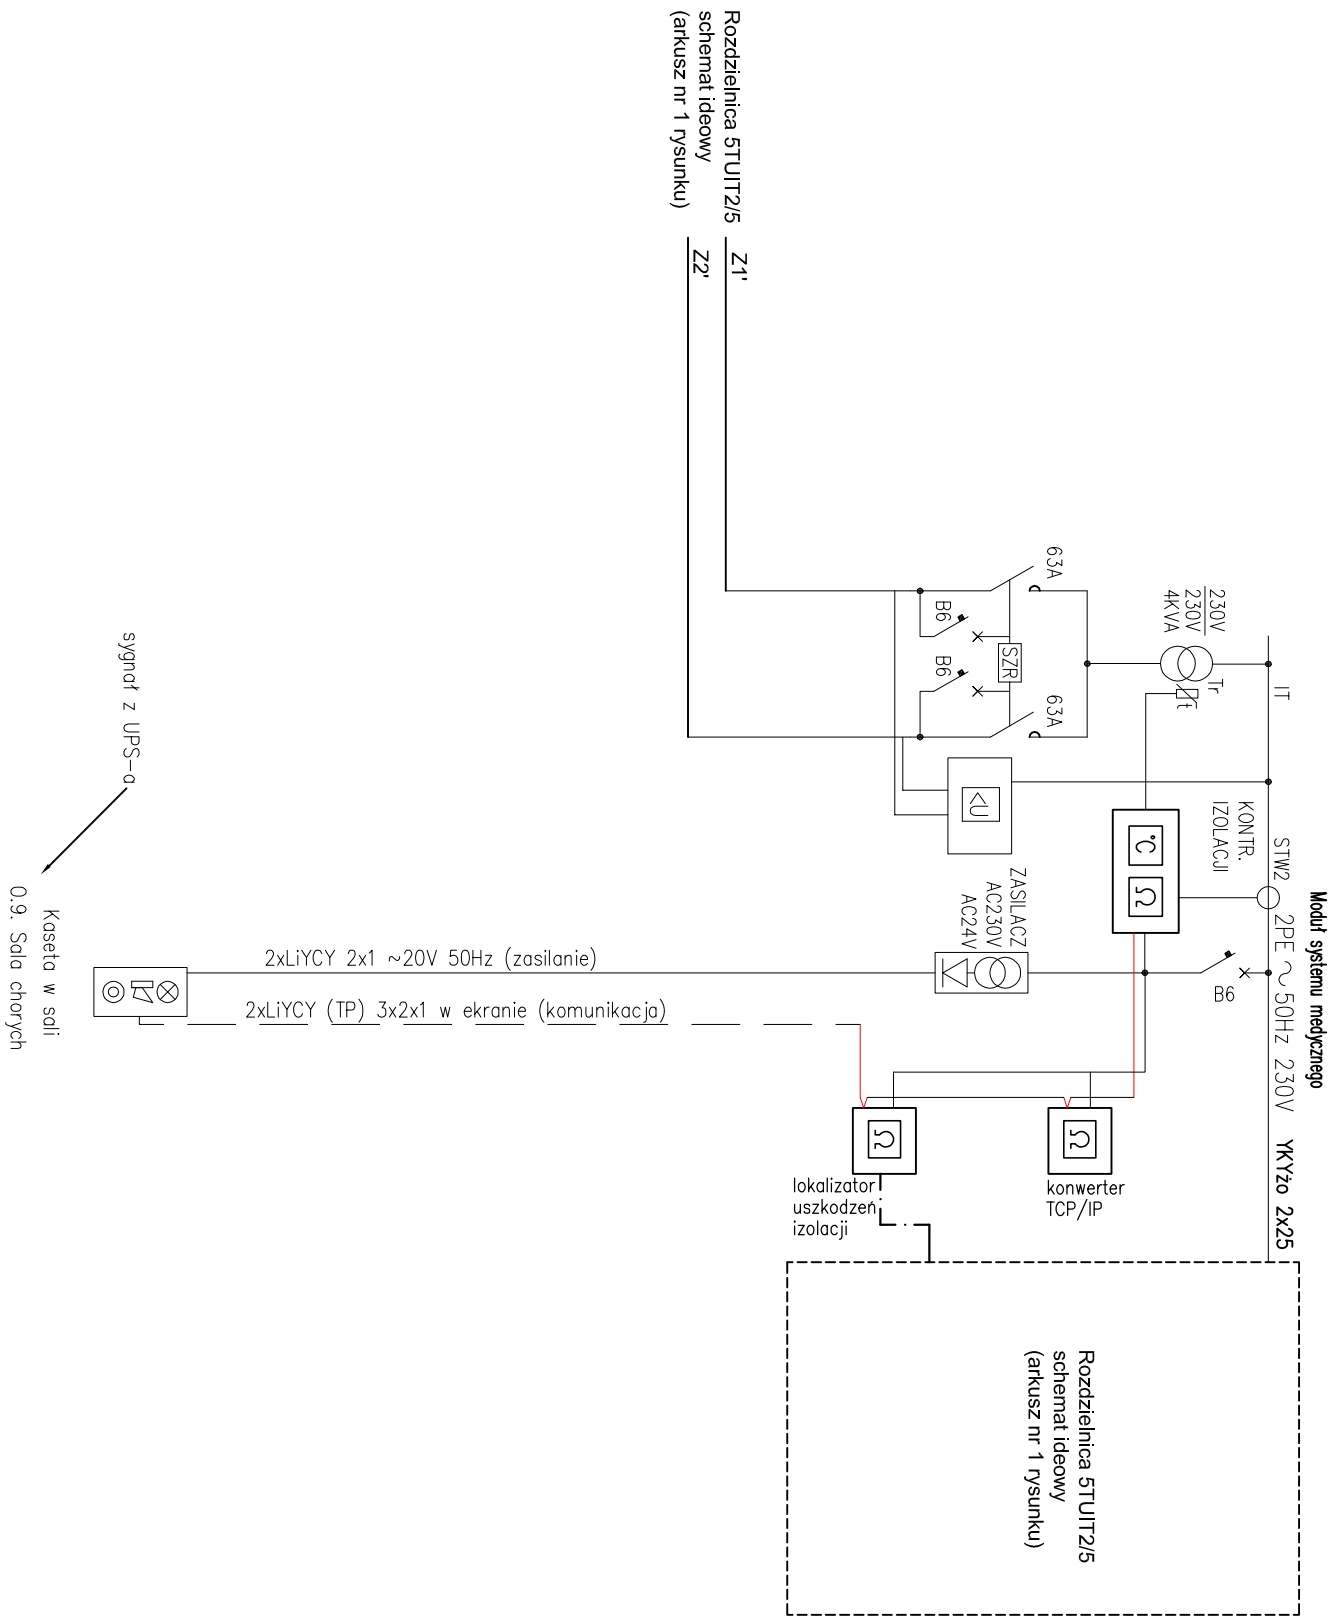 Moduł systemu medycznego
Rozdzielnica 5TUIT2/5
schemat ideowy
(arkusz nr 1 rysunku)
Z1'
Z2'
63A
63A
B6
B6
SZR
230V
230V
4KVA
Tr
t
IT
<U
KONTR.
IZOLACJI
°C
Ω
STW2
2PE ~ 50Hz 230V
YKYżo 2x25
B6
ZASILACZ
AC230V
AC24V
2xLiYCY 2x1 ~20V 50Hz (zasilanie)
2xLiYCY (TP) 3x2x1 w ekranie (komunikacja)
sygnał z UPS-a
Kaseta w sali
0.9. Sala chorych
Ω
lokalizator
uszkodzeń
izolacji
Ω
konwerter
TCP/IP
Rozdzielnica 5TUIT2/5
schemat ideowy
(arkusz nr 1 rysunku)